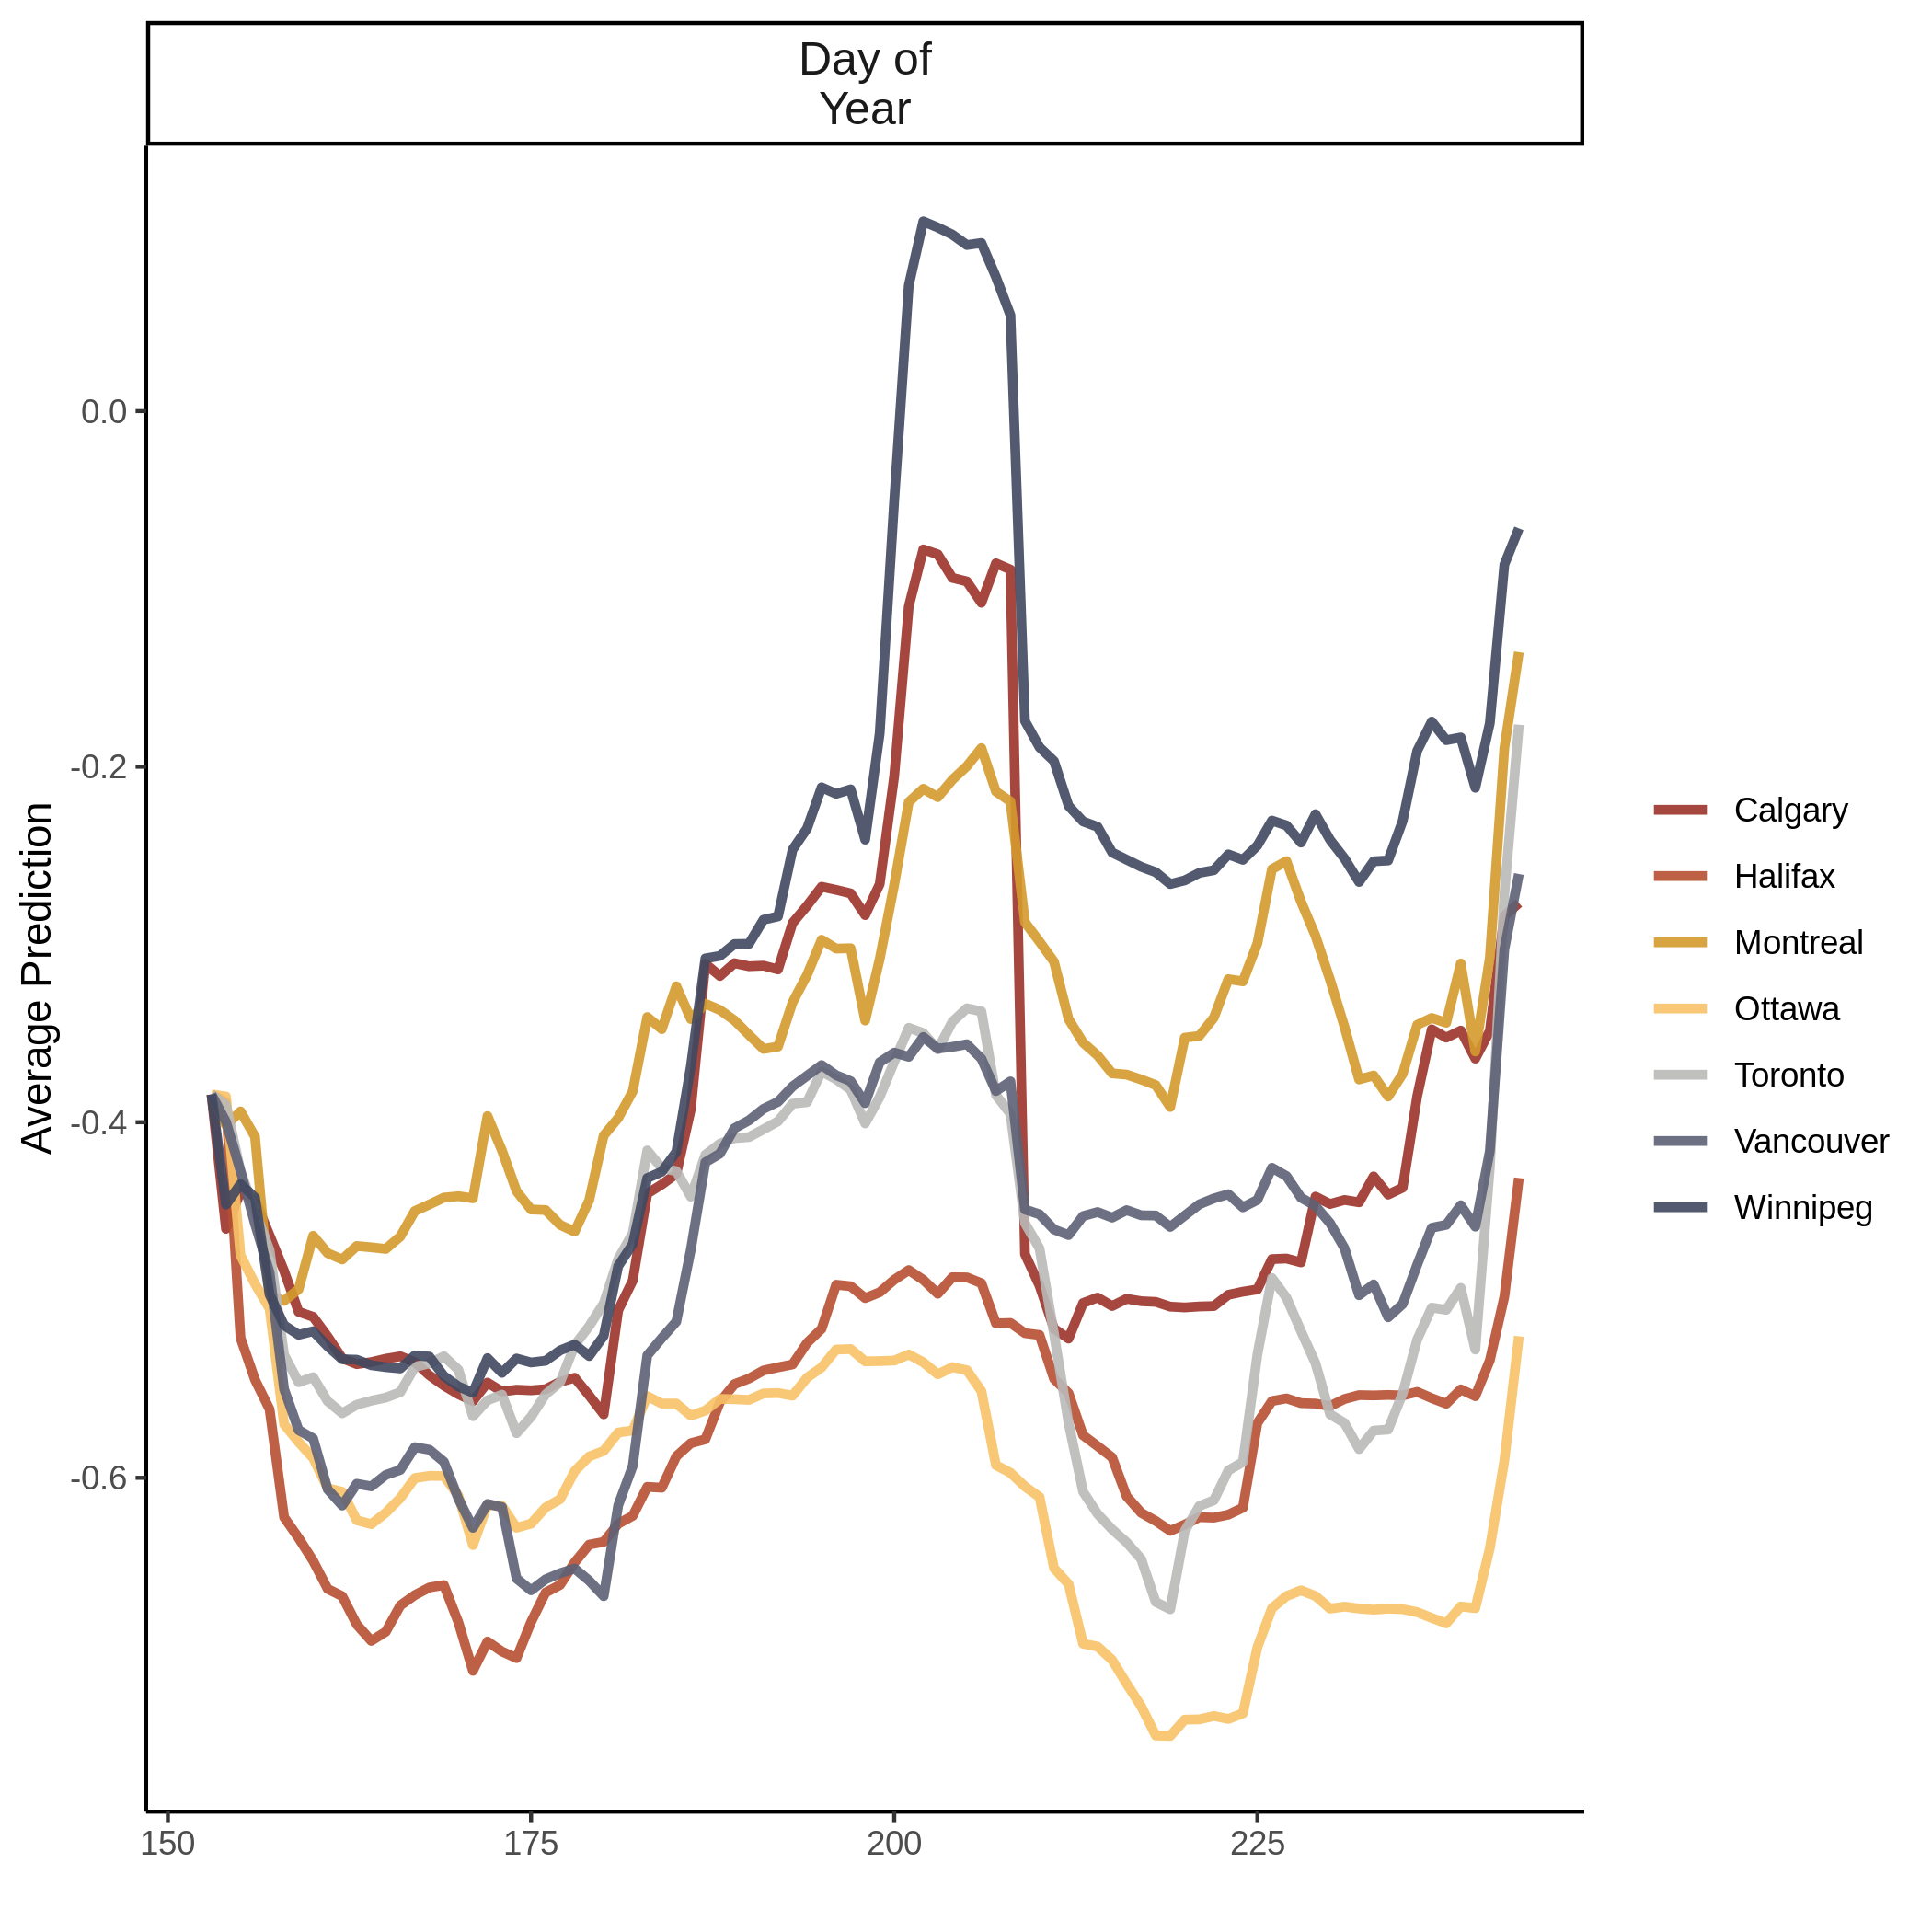 Day of
Year
Average Prediction
0.0
-0.2
-0.4
-0.6
150
175
200
225
Calgary
Halifax
Montreal
Ottawa
Toronto
Vancouver
Winnipeg